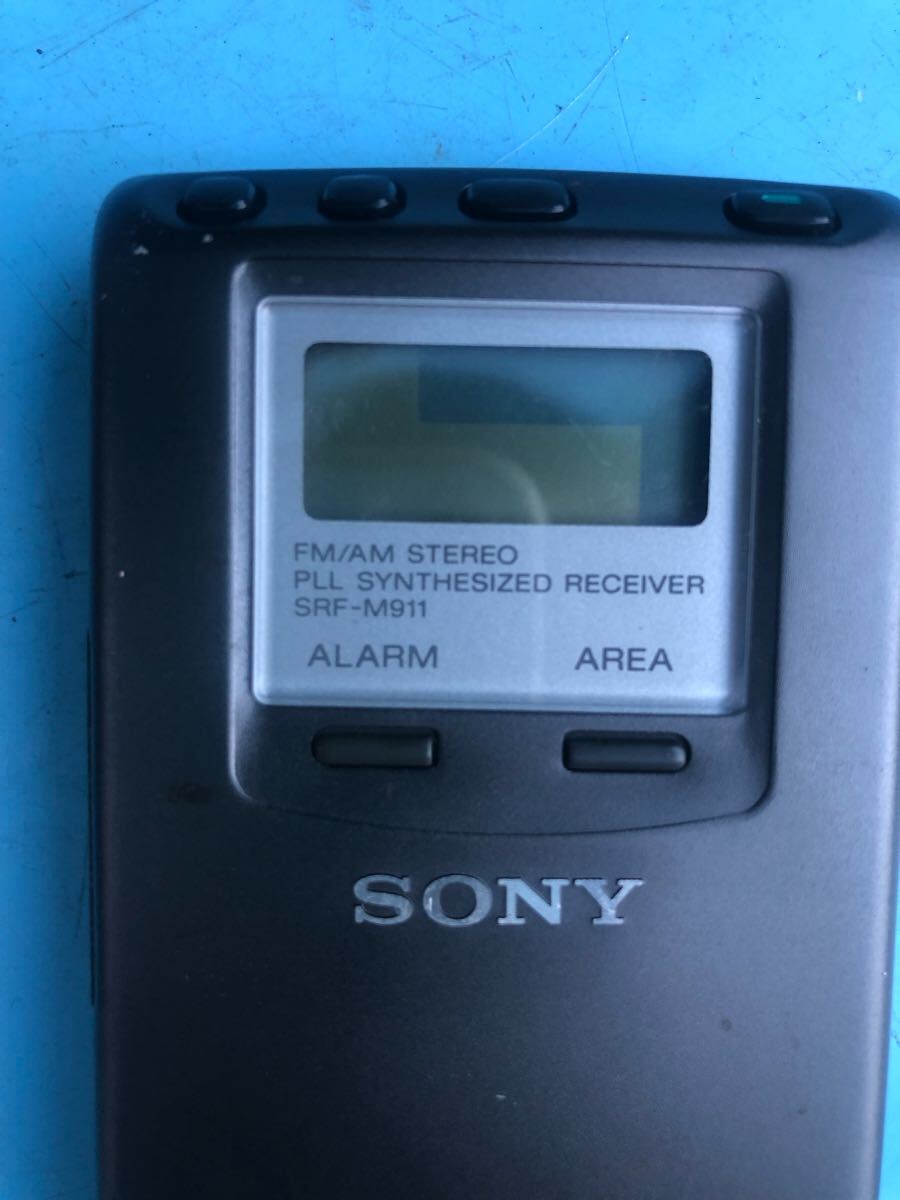 FM/AM STEREO
PLL SYNTHESIZED RECEIVER
SRF-M911
ALARM AREA
SONY